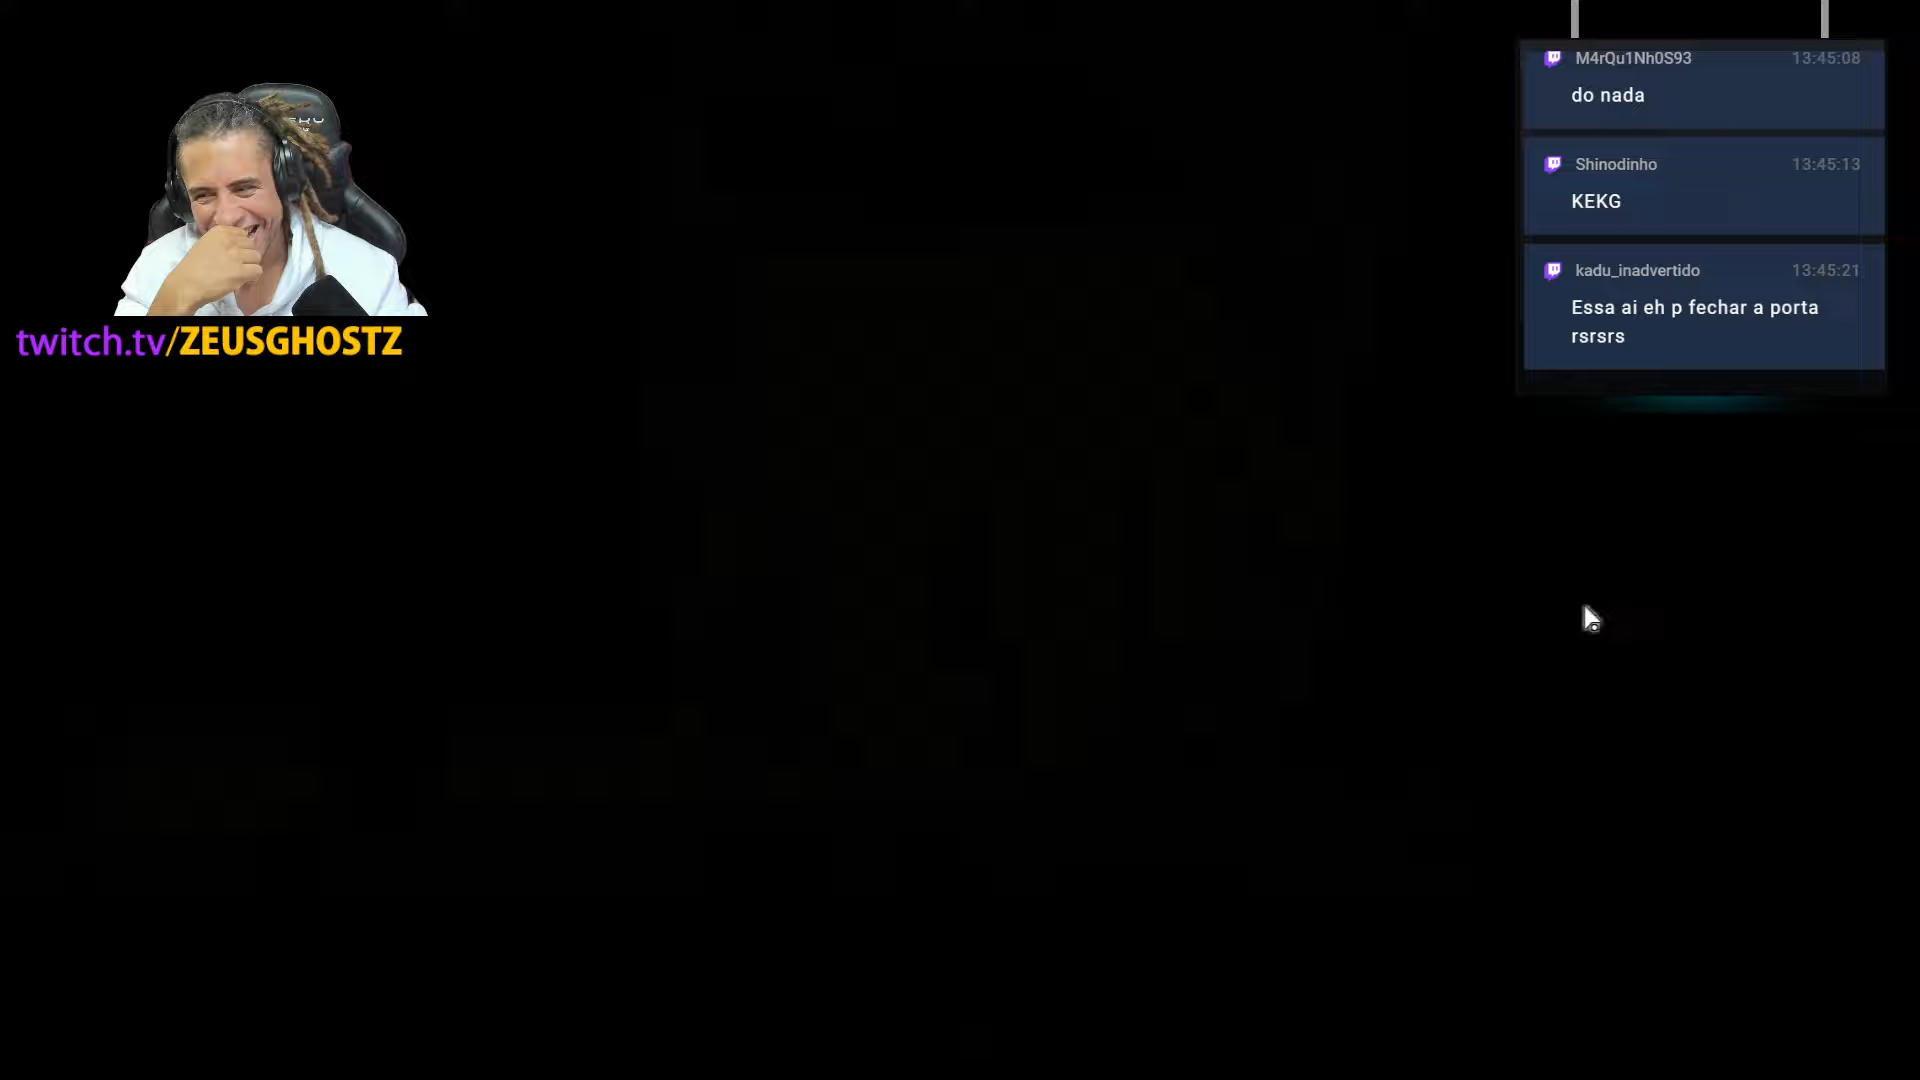 M4rQu1Nh0S93 13:45:08
do nada
Shinodinho 13:45:13
KEKG
kadu_inadvertido 13:45:21
Essa ai eh p fechar a porta
rsrsrs
twitch.tv/ZEUSGHOSTZ